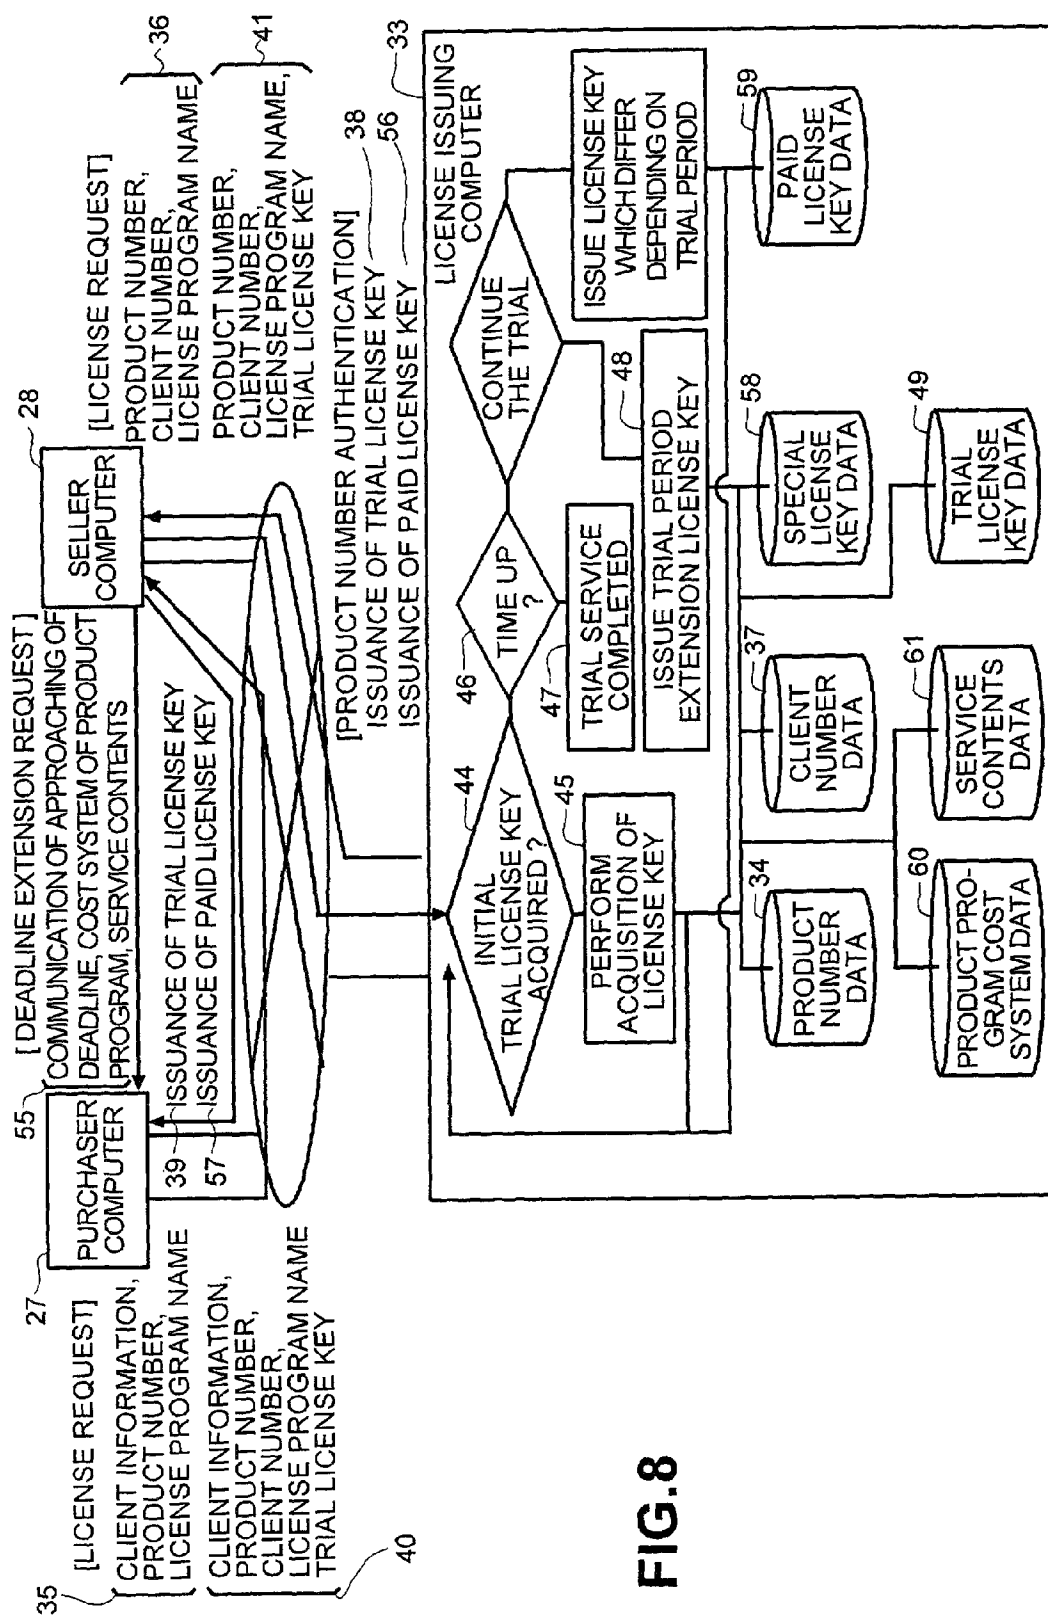 [DEADLINE EXTENSION REQUEST]
55
COMMUNICATION OF APPROACHING OF
DEADLINE, COST SYSTEM OF PRODUCT
PROGRAM, SERVICE CONTENTS
27
PURCHASER
COMPUTER
28
SELLER
COMPUTER
39
ISSUANCE OF TRIAL LICENSE KEY
57
ISSUANCE OF PAID LICENSE KEY
[LICENSE REQUEST]
35
CLIENT INFORMATION,
PRODUCT NUMBER,
LICENSE PROGRAM NAME
CLIENT INFORMATION,
PRODUCT NUMBER,
CLIENT NUMBER,
LICENSE PROGRAM NAME
TRIAL LICENSE KEY
40
[LICENSE REQUEST]
PRODUCT NUMBER,
CLIENT NUMBER,
LICENSE PROGRAM NAME
36
PRODUCT NUMBER,
CLIENT NUMBER,
LICENSE PROGRAM NAME,
TRIAL LICENSE KEY
41
[PRODUCT NUMBER AUTHENTICATION]
ISSUANCE OF TRIAL LICENSE KEY
38
ISSUANCE OF PAID LICENSE KEY
56
33
LICENSE ISSUING
COMPUTER
44
INITIAL
TRIAL LICENSE KEY
ACQUIRED ?
46
TIME UP
?
CONTINUE
THE TRIAL
45
PERFORM
ACQUISITION OF
LICENSE KEY
47
TRIAL SERVICE
COMPLETED
48
ISSUE TRIAL PERIOD
EXTENSION LICENSE KEY
ISSUE LICENSE KEY
WHICH DIFFER
DEPENDING ON
TRIAL PERIOD
34
PRODUCT
NUMBER
DATA
37
CLIENT
NUMBER
DATA
58
SPECIAL
LICENSE
KEY DATA
59
PAID
LICENSE
KEY DATA
60
PRODUCT PRO-
GRAM COST
SYSTEM DATA
61
SERVICE
CONTENTS
DATA
49
TRIAL
LICENSE
KEY DATA
FIG.8